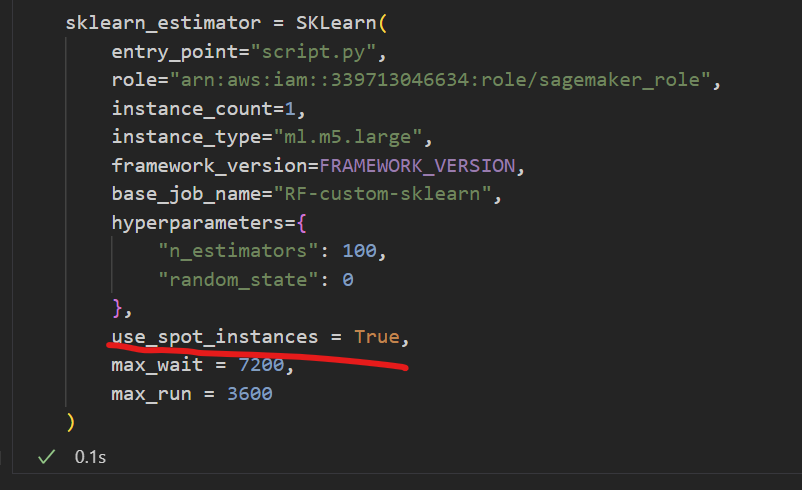 sklearn_estimator = SKLearn(
entry_point="script.py",
role="arn:aws:iam::339713046634:role/sagemaker_role",
instance_count=1,
instance_type="ml.m5.large",
framework_version=FRAMEWORK_VERSION,
base_job_name="RF-custom-sklearn",
hyperparameters={
"n_estimators": 100,
"random_state": 0
},
use_spot_instances = True,
max_wait = 7200,
max_run = 3600
)
0.1s